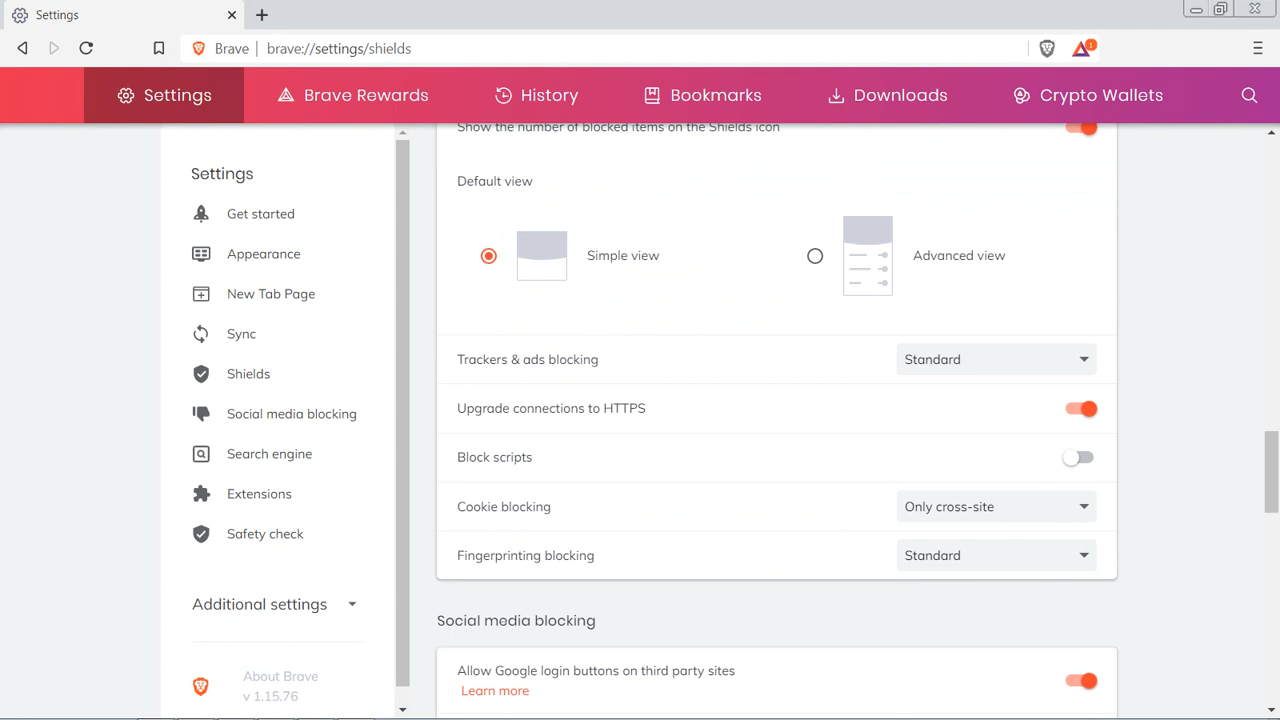 Settings
Brave
brave://settings/shields
1
Settings
Brave Rewards
History
Bookmarks
Downloads
Crypto Wallets
Settings
Get started
Appearance
New Tab Page
Sync
Shields
Social media blocking
Search engine
Extensions
Safety check
Additional settings
About Brave
v 1.15.76
Show the number of blocked items on the Shields icon
Default view
Simple view
Advanced view
Trackers & ads blocking
Standard
Upgrade connections to HTTPS
Block scripts
Cookie blocking
Only cross-site
Fingerprinting blocking
Standard
Social media blocking
Allow Google login buttons on third party sites
Learn more